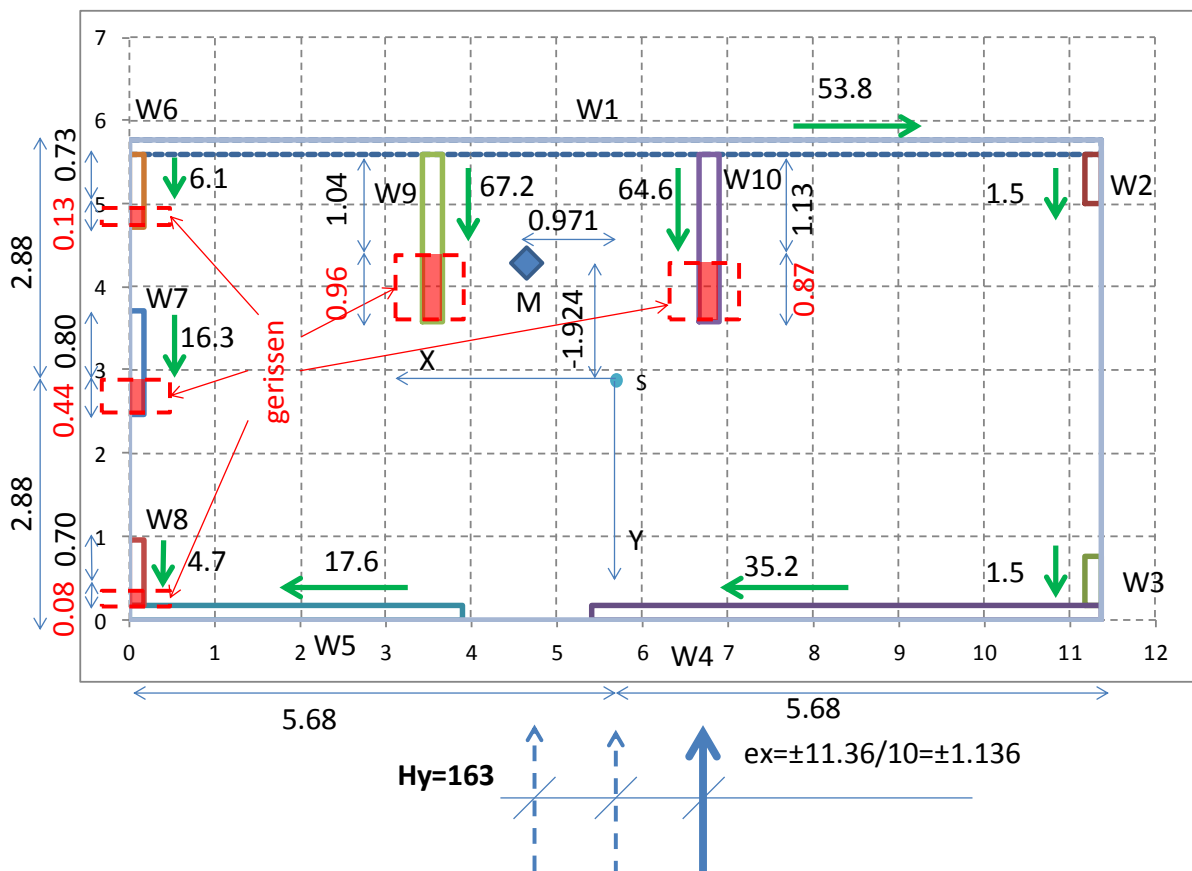 7
53.8
W6
W1
6
0.73
W9
W10
W2
6.1
1.04
67.2
64.6
1.13
1.5
5
0.13
0.971
2.88
4
0.96
M
-1.924
0.87
W7
0.80
16.3
gerissen
3
X
S
0.44
2
2.88
W8
Y
1
0.70
4.7
17.6
35.2
1.5
W3
0.08
0
0 1 2 3 4 5 6 7 8 9 10 11 12
W5
W4
5.68
5.68
Hy=163
ex=±11.36/10=±1.136